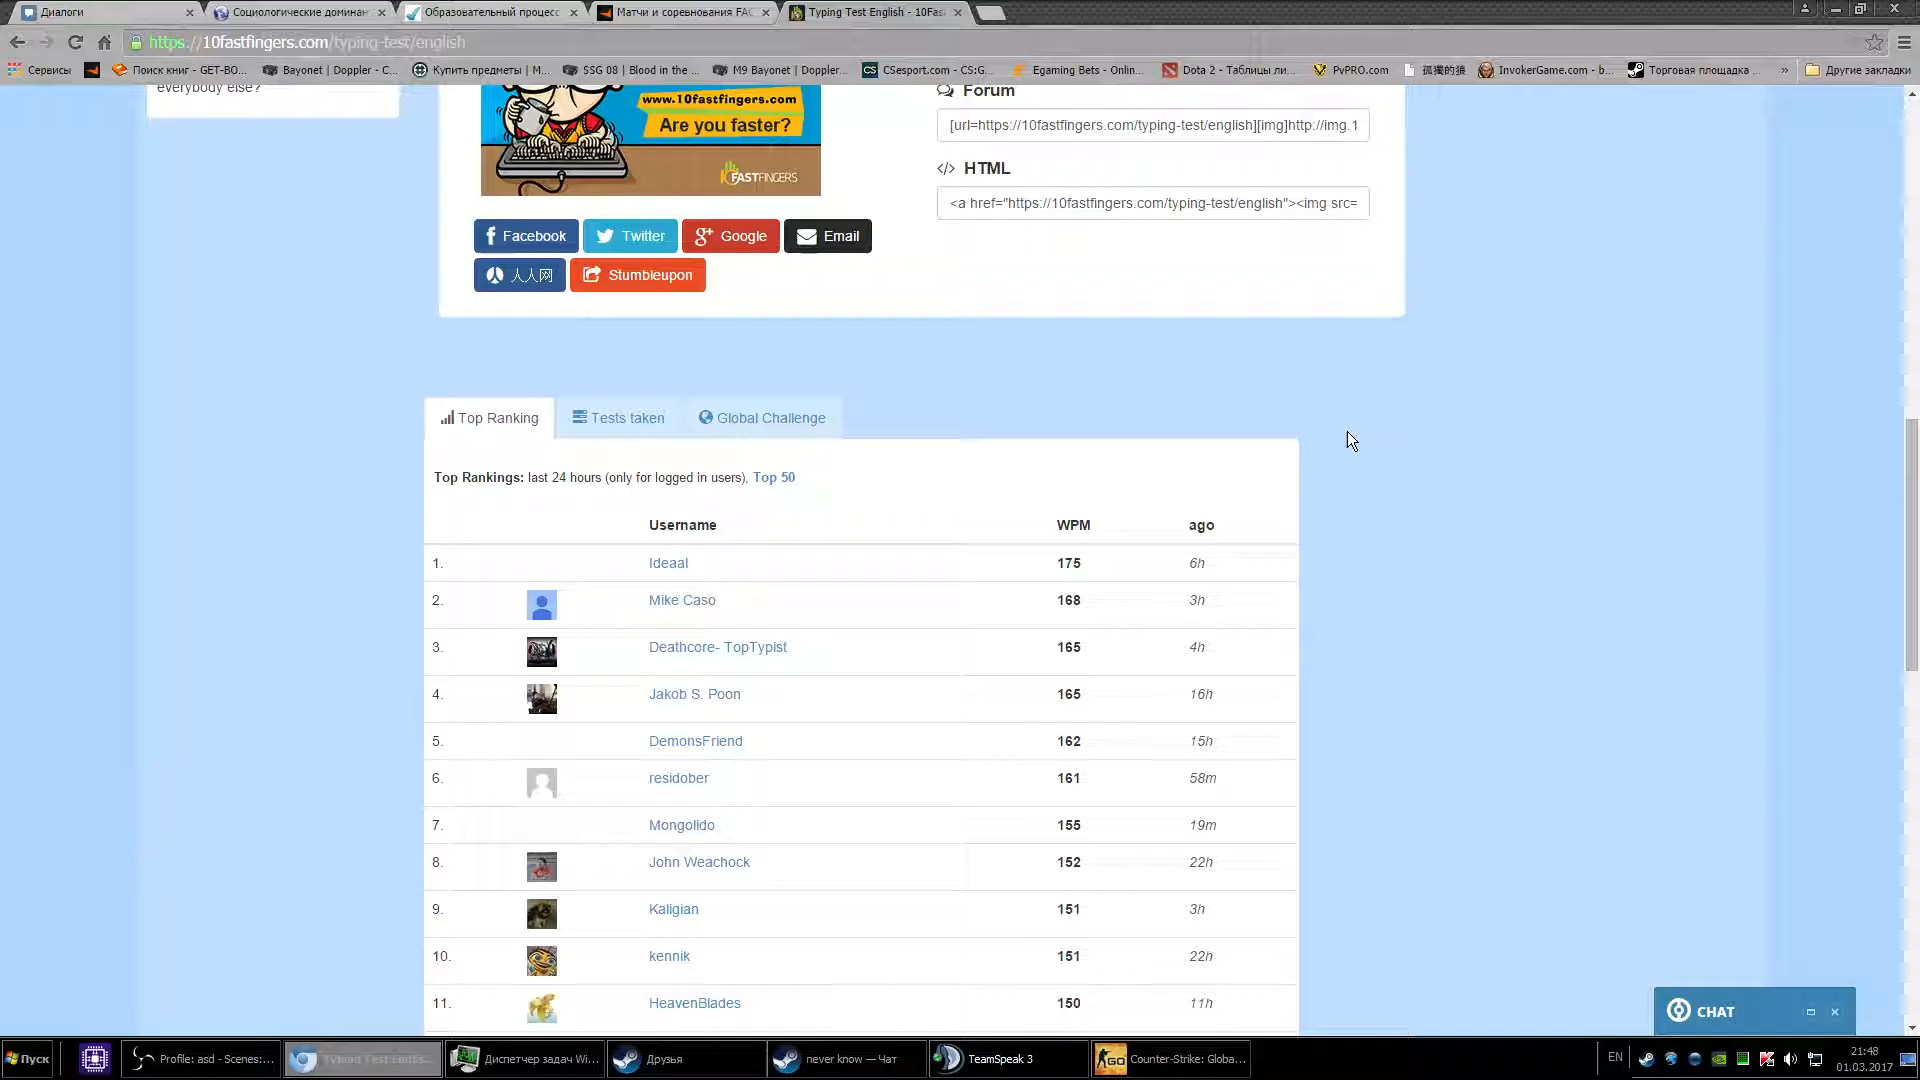 Диалоги
Социологические доминан
Образовательный процесс
Матчи и соревнования FAC
Typing Test English - 10Fas
https://10fastfingers.com/typing-test/english
Сервисы
Поиск книг - GET-BO...
Bayonet | Doppler - C...
Купить предметы | M...
SSG 08 | Blood in the ...
M9 Bayonet | Doppler...
CSesport.com - CS:G...
Egaming Bets - Onlin...
Dota 2 - Таблицы ли...
PvPRO.com
孤獨的狼
InvokerGame.com - b...
Торговая площадка ...
»
Другие закладки
everybody else?
www.10fastfingers.com
Are you faster?
FASTFINGERS
Forum
[url=https://10fastfingers.com/typing-test/english][img]http://img.1
</> HTML
<a href="https://10fastfingers.com/typing-test/english"><img src=
Facebook
Twitter
Google
Email
人人网
Stumbleupon
Top Ranking
Tests taken
Global Challenge
Top Rankings: last 24 hours (only for logged in users), Top 50
Username WPM ago
1. Ideaal 175 6h
2. Mike Caso 168 3h
3. Deathcore- TopTypist 165 4h
4. Jakob S. Poon 165 16h
5. DemonsFriend 162 15h
6. residober 161 58m
7. Mongolido 155 19m
8. John Weachock 152 22h
9. Kaligian 151 3h
10. kennik 151 22h
11. HeavenBlades 150 11h
CHAT
Пуск
Profile: asd - Scenes:...
Typing Test Englis...
Диспетчер задач Wi...
Друзья
never know — Чат
TeamSpeak 3
GO
Counter-Strike: Globa...
EN
21:48
01.03.2017